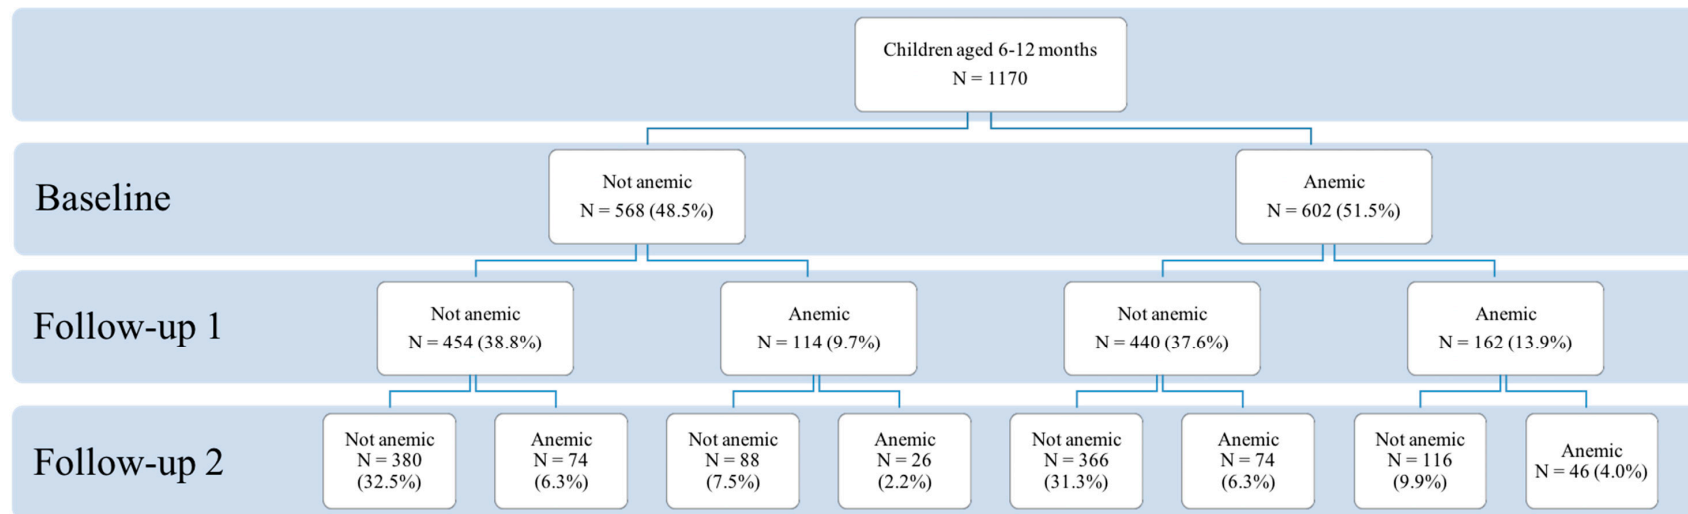 Children aged 6-12 months
N = 1170
Baseline
Not anemic
N = 568 (48.5%)
Anemic
N = 602 (51.5%)
Follow-up 1
Not anemic
N = 454 (38.8%)
Anemic
N = 114 (9.7%)
Not anemic
N = 440 (37.6%)
Anemic
N = 162 (13.9%)
Follow-up 2
Not anemic
N = 380
(32.5%)
Anemic
N = 74
(6.3%)
Not anemic
N = 88
(7.5%)
Anemic
N = 26
(2.2%)
Not anemic
N = 366
(31.3%)
Anemic
N = 74
(6.3%)
Not anemic
N = 116
(9.9%)
Anemic
N = 46 (4.0%)